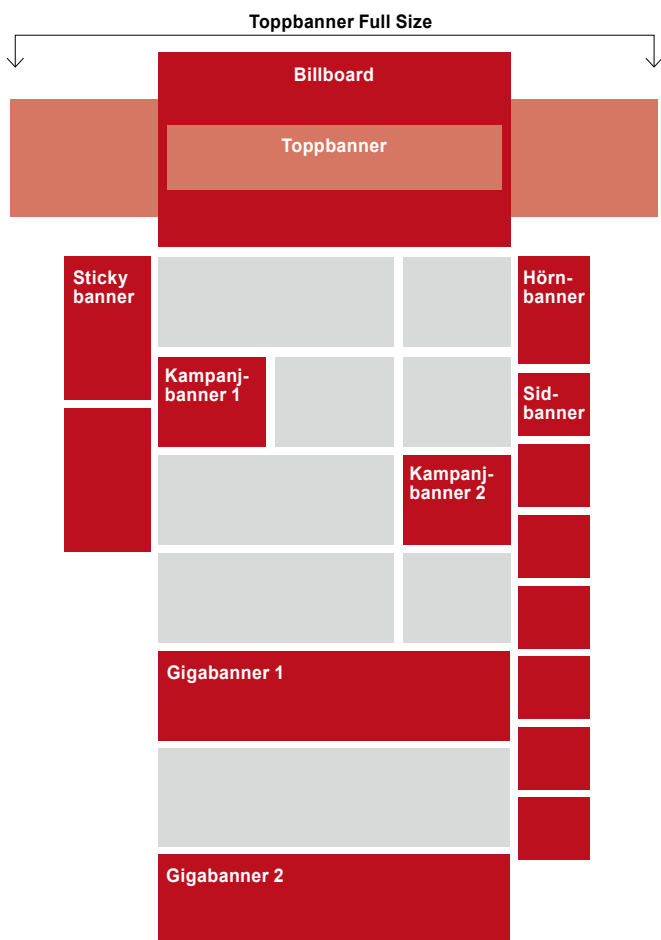 Toppbanner Full Size
Billboard
Toppbanner
Sticky
banner
Hörn-
banner
Kampanj-
banner 1
Sid-
banner
Kampanj-
banner 2
Gigabanner 1
Gigabanner 2